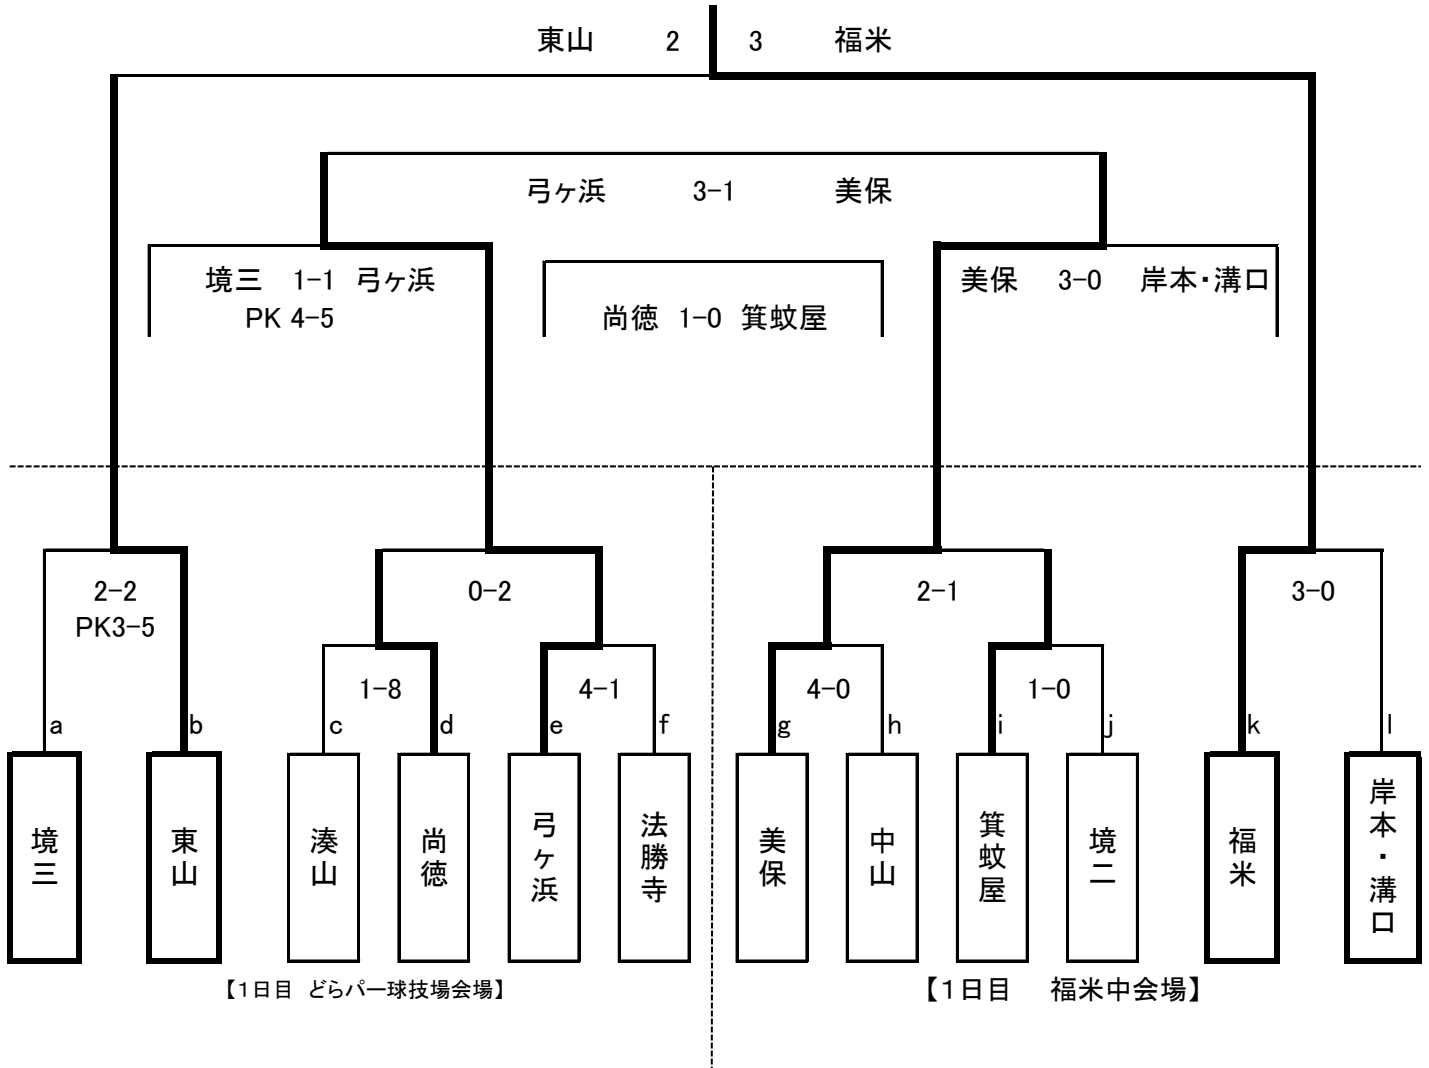 東山 2 3 福米
弓ヶ浜 3-1 美保
境三 1-1 弓ヶ浜
PK 4-5
尚徳 1-0 箕蚊屋
美保 3-0 岸本・溝口
2-2
PK3-5
0-2
2-1
3-0
1-8
4-1
4-0
1-0
a
b
c
d
e
f
g
h
i
j
k
l
境三
東山
湊山
尚徳
弓ヶ浜
法勝寺
美保
中山
箕蚊屋
境二
福米
岸本・溝口
【1日目 どらパー球技場会場】
【1日目 福米中会場】